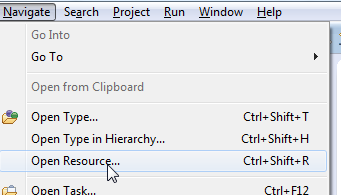 Navigate Search Project Run Window Help
Go Into
Go To
Open from Clipboard
Open Type... Ctrl+Shift+T
Open Type in Hierarchy... Ctrl+Shift+H
Open Resource... Ctrl+Shift+R
Open Task... Ctrl+F12